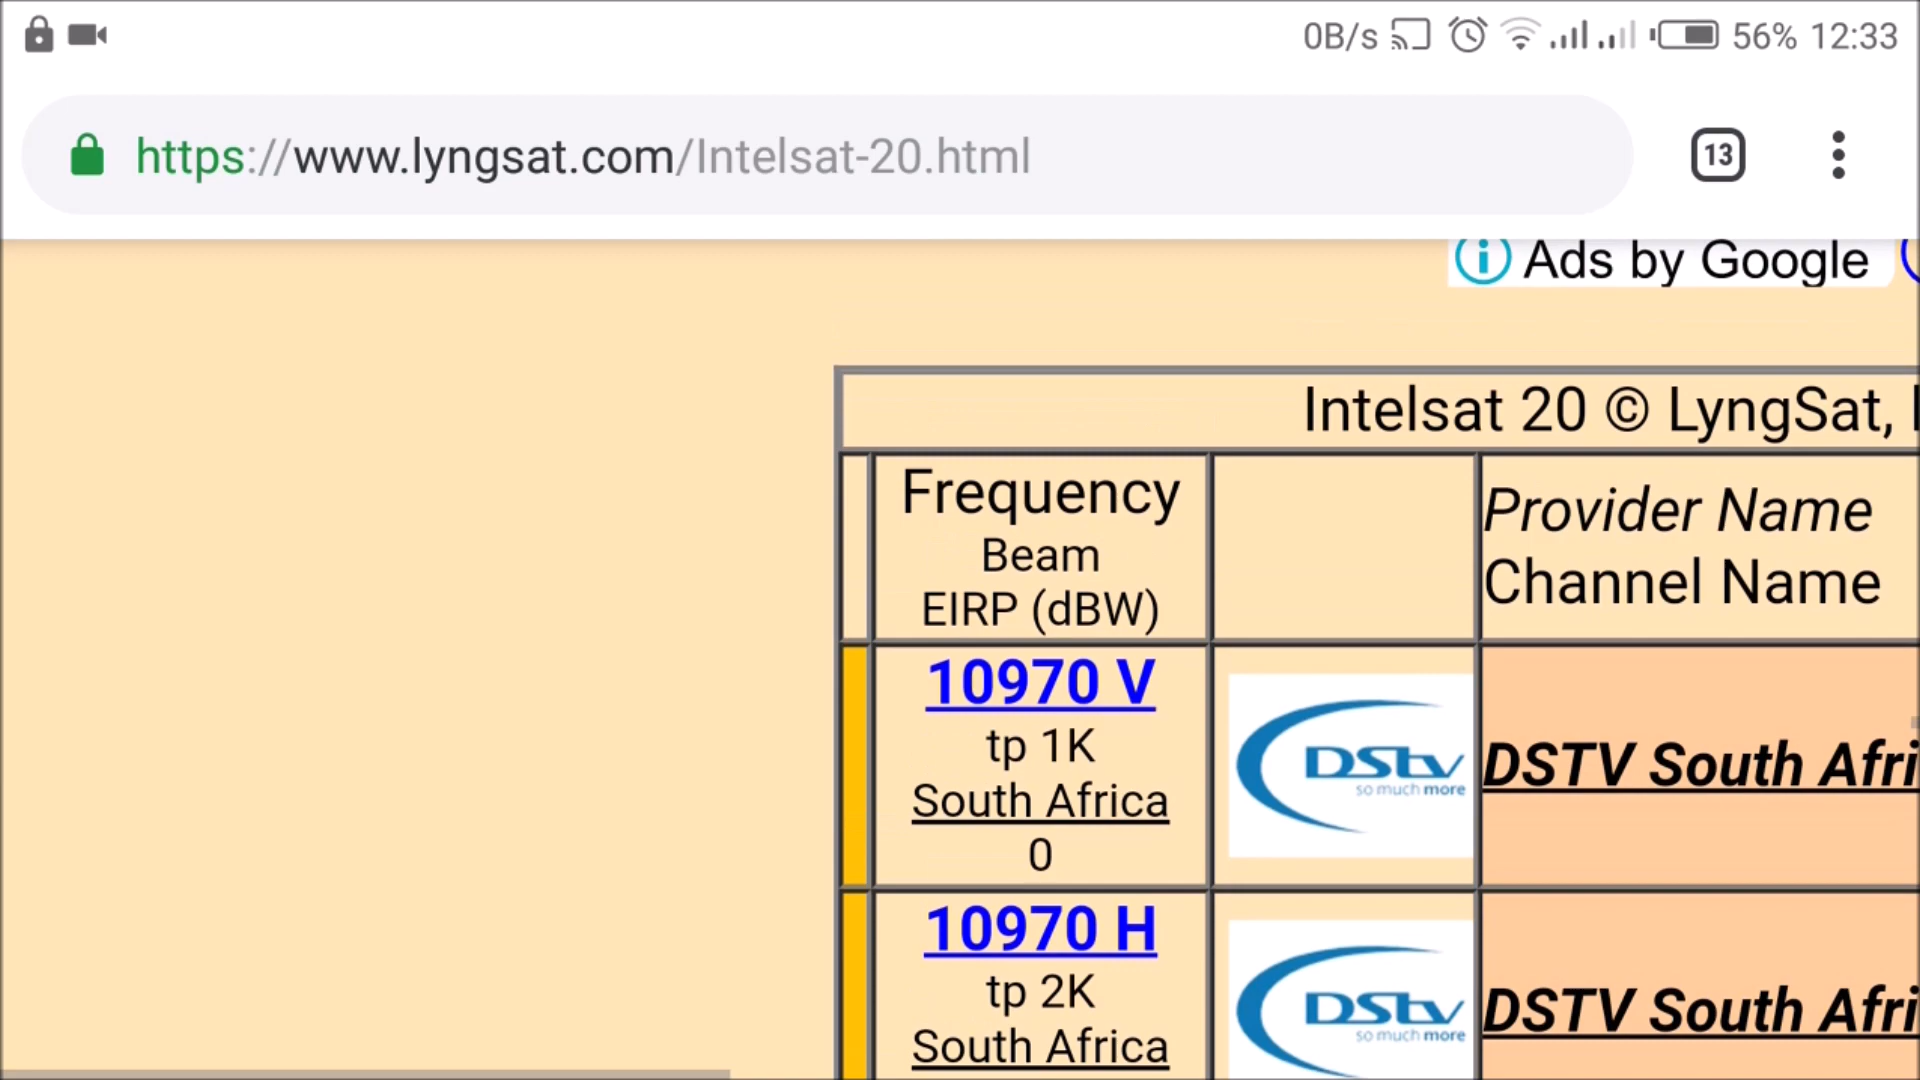 0B/s 56% 12:33
https://www.lyngsat.com/Intelsat-20.html
13
Ads by Google
Intelsat 20 © LyngSat,
Frequency
Beam
EIRP (dBW)
Provider Name
Channel Name
10970 V
tp 1K
South Africa
0
DStv
so much more
DSTV South Afri
10970 H
tp 2K
South Africa
DStv
so much more
DSTV South Afri